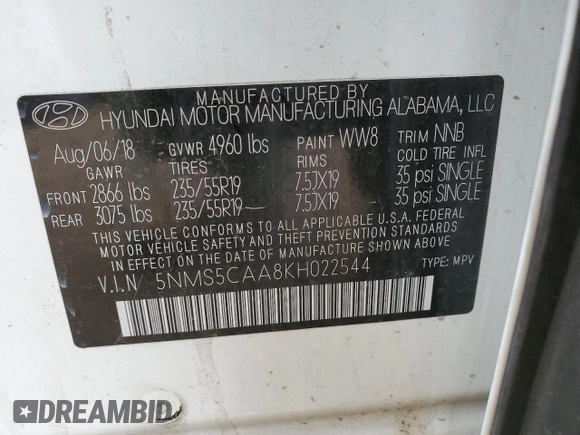 MANUFACTURED BY
HYUNDAI MOTOR MANUFACTURING ALABAMA, LLC
Aug/06/18 GVWR 4960 lbs PAINT WW8 TRIM NNB
GAWR TIRES RIMS COLD TIRE INFL
FRONT 2866 lbs 235/55R19 7.5JX19 35 psi SINGLE
REAR 3075 lbs 235/55R19 7.5JX19 35 psi SINGLE
THIS VEHICLE CONFORMS TO ALL APPLICABLE U.S.A. FEDERAL
MOTOR VEHICLE SAFETY AND THEFT PREVENTION STANDARDS
IN EFFECT ON THE DATE OF MANUFACTURE SHOWN ABOVE.
V.I.N/ 5NMS5CAA8KH022544 TYPE: MPV
DREAMBID